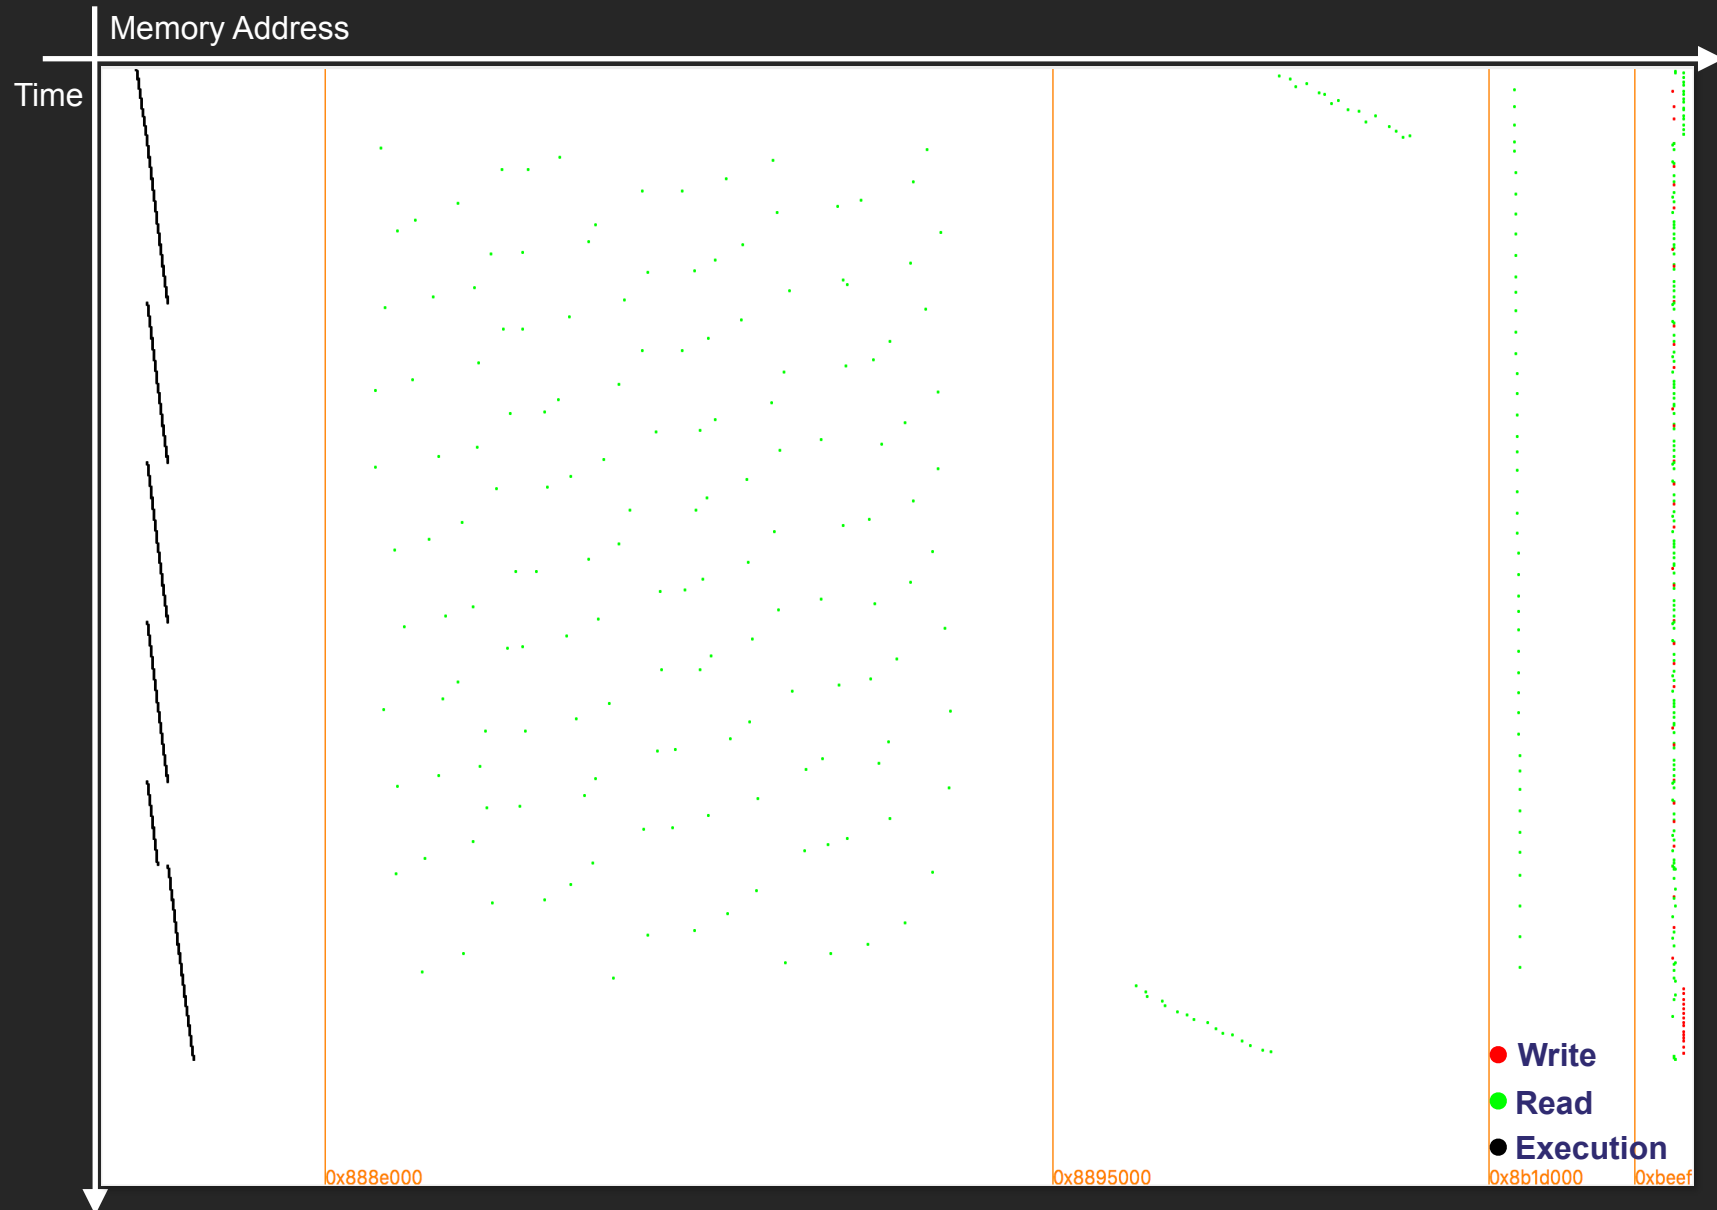 Memory Address
Time
Write
Read
Execution
0x888e000
0x8895000
0x8b1d000
0xbeef